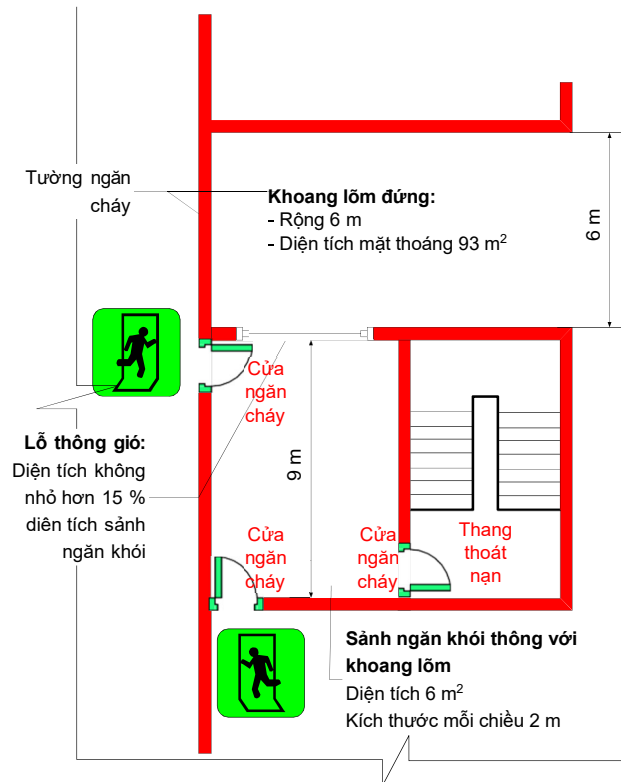 Tường ngăn
cháy
Khoang lõm đứng:
- Rộng 6 m
- Diện tích mặt thoáng 93 m²
6 m
Cửa
ngăn
cháy
Lỗ thông gió:
Diện tích không
nhỏ hơn 15 %
diên tích sảnh
ngăn khói
9 m
Cửa
ngăn
cháy
Cửa
ngăn
cháy
Thang
thoát
nạn
Sảnh ngăn khói thông với
khoang lõm
Diện tích 6 m²
Kích thước mỗi chiều 2 m